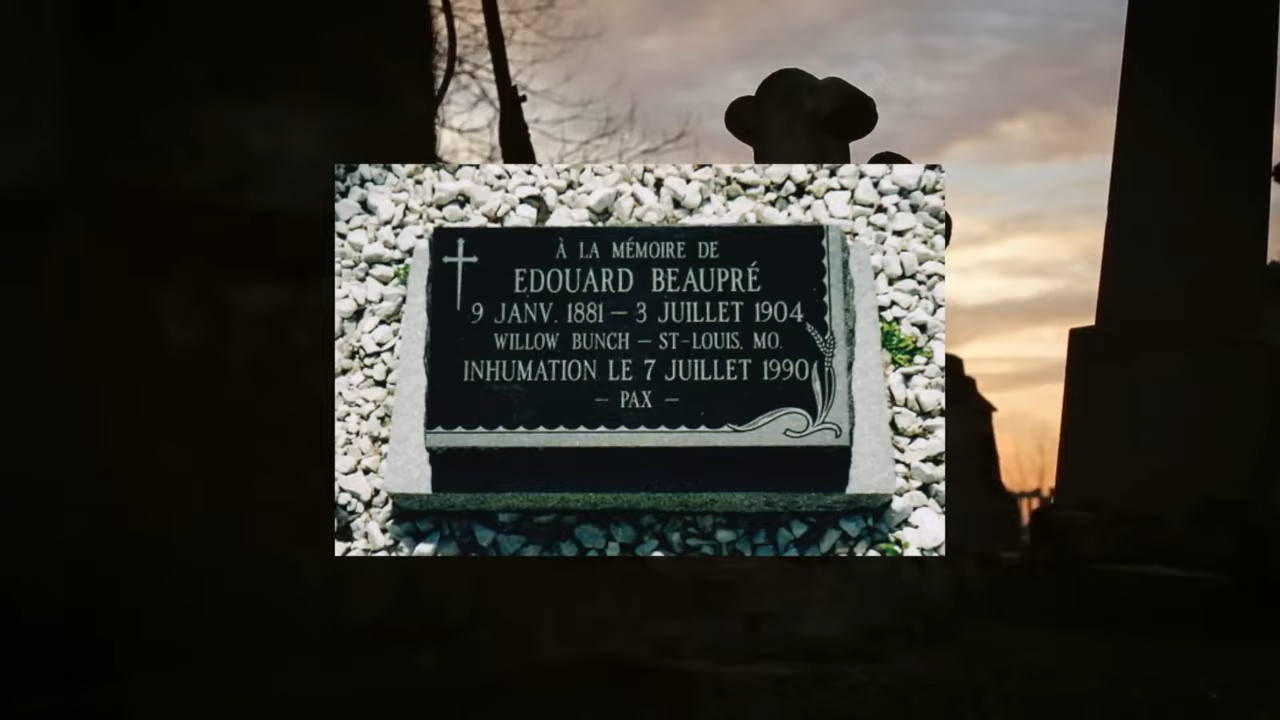 À LA MÉMOIRE DE
EDOUARD BEAUPRÉ
9 JANV. 1881 – 3 JUILLET 1904
WILLOW BUNCH – ST-LOUIS, MO.
INHUMATION LE 7 JUILLET 1990
– PAX –